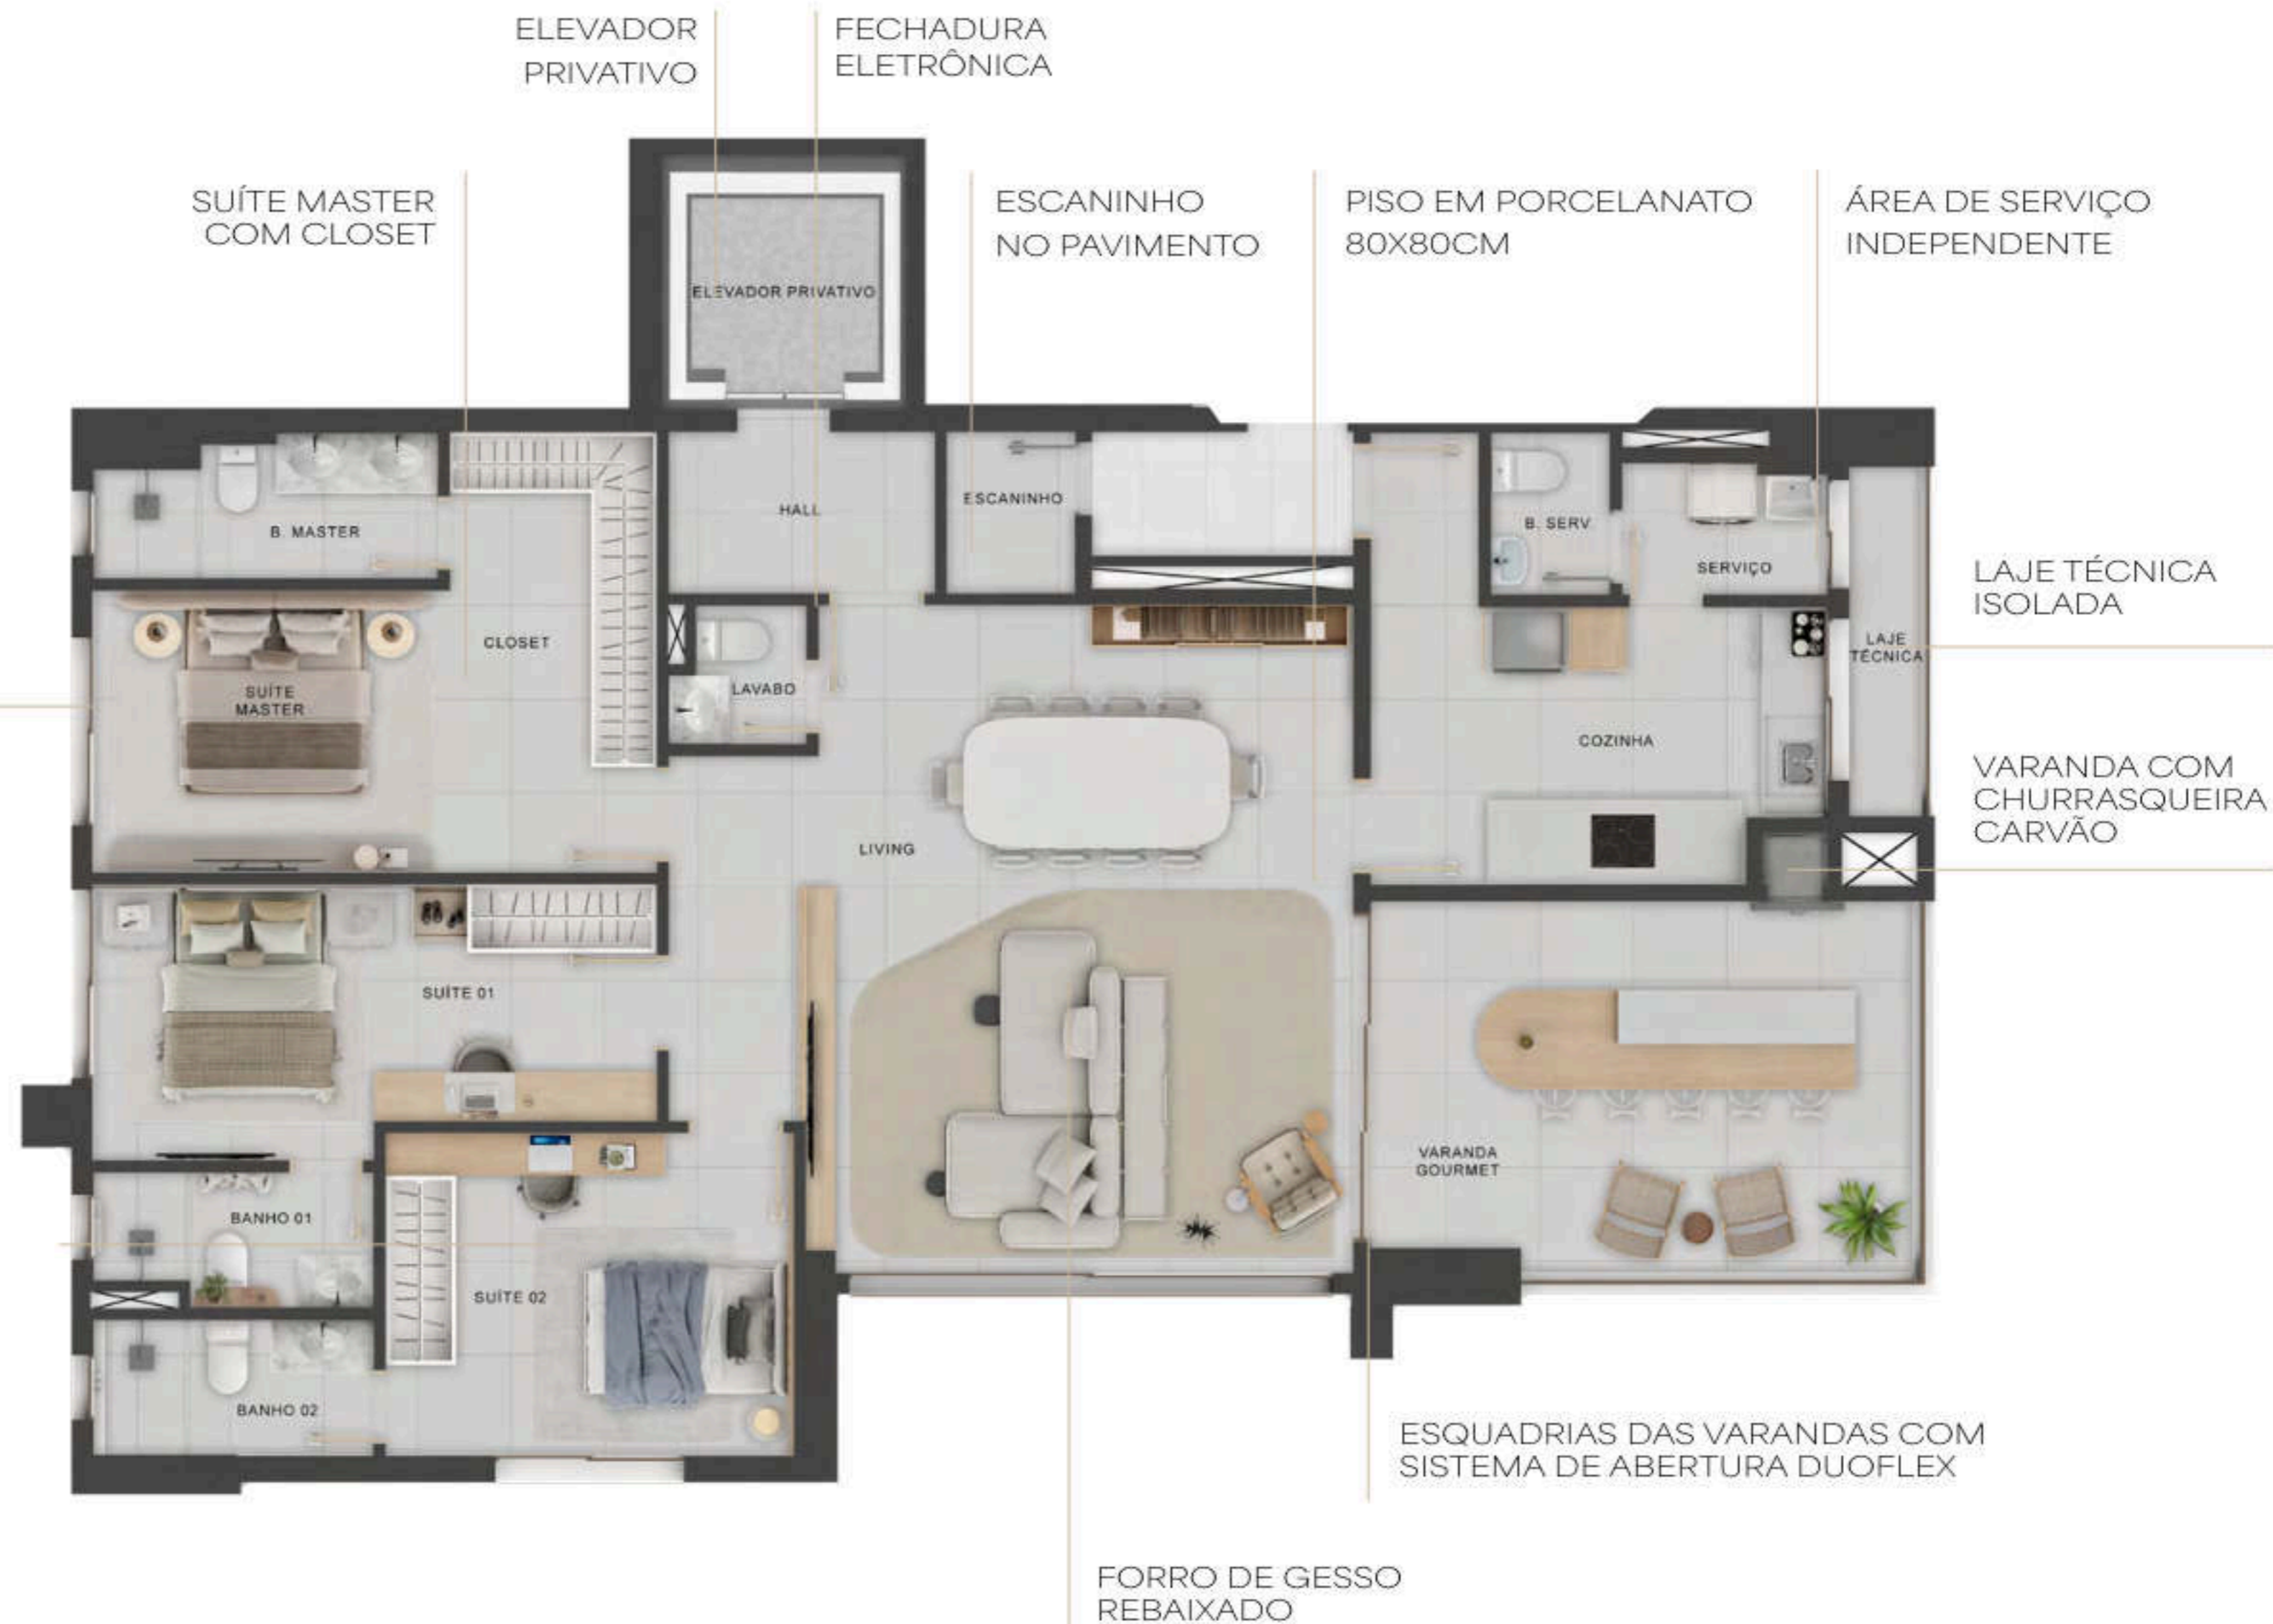 ELEVADOR
PRIVATIVO
FECHADURA
ELETRÔNICA
SUÍTE MASTER
COM CLOSET
ESCANINHO
NO PAVIMENTO
PISO EM PORCELANATO
80X80CM
ÁREA DE SERVIÇO
INDEPENDENTE
ELEVADOR PRIVATIVO
B. MASTER
HALL
ESCANINHO
B. SERV.
SERVIÇO
LAJE TÉCNICA
ISOLADA
CLOSET
SUÍTE
MASTER
LAVABO
LAJE
TÉCNICA
COZINHA
VARANDA COM
CHURRASQUEIRA
CARVÃO
LIVING
SUÍTE 01
VARANDA
GOURMET
BANHO 01
SUÍTE 02
BANHO 02
ESQUADRIAS DAS VARANDAS COM
SISTEMA DE ABERTURA DUOFLEX
FORRO DE GESSO
REBAIXADO